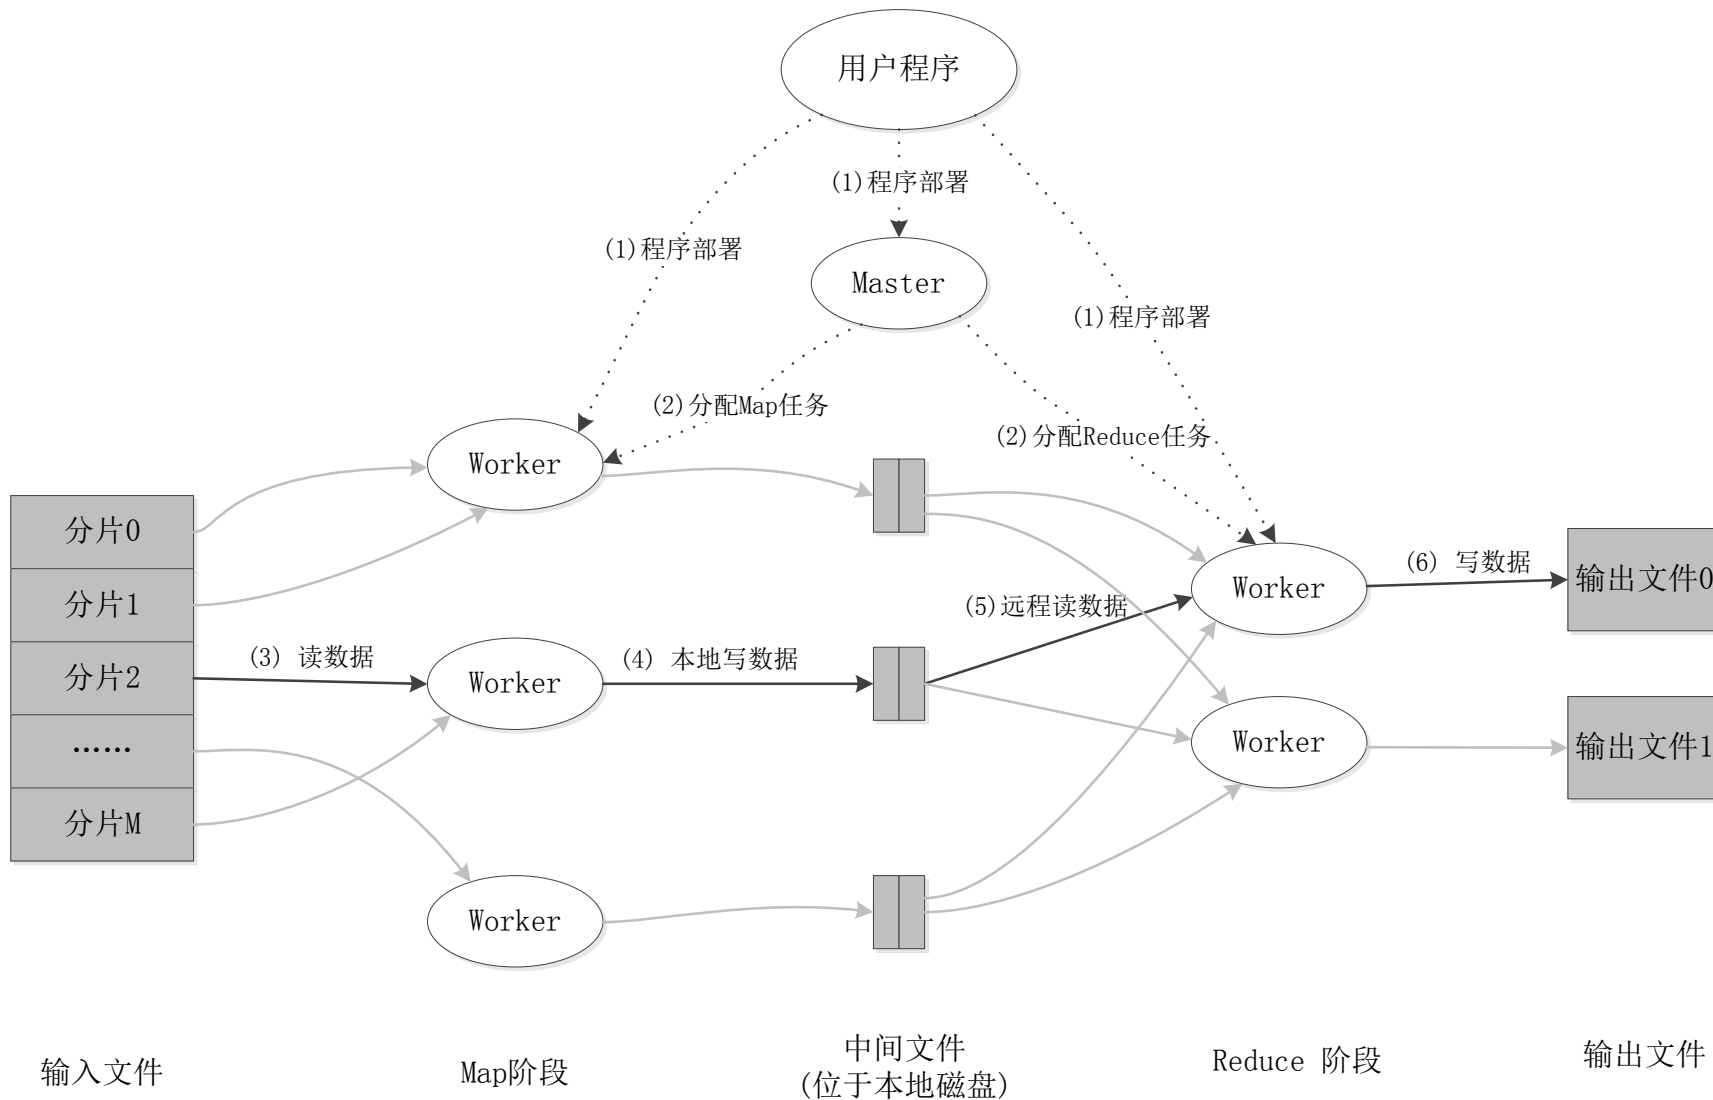 用户程序
(1)程序部署
(1)程序部署
Master
(1)程序部署
(2)分配Map任务
(2)分配Reduce任务
Worker
分片0
分片1
分片2
……
分片M
(3) 读数据
Worker
(4) 本地写数据
(5)远程读数据
Worker
(6) 写数据
输出文件0
Worker
输出文件1
Worker
输入文件
Map阶段
中间文件
(位于本地磁盘)
Reduce 阶段
输出文件